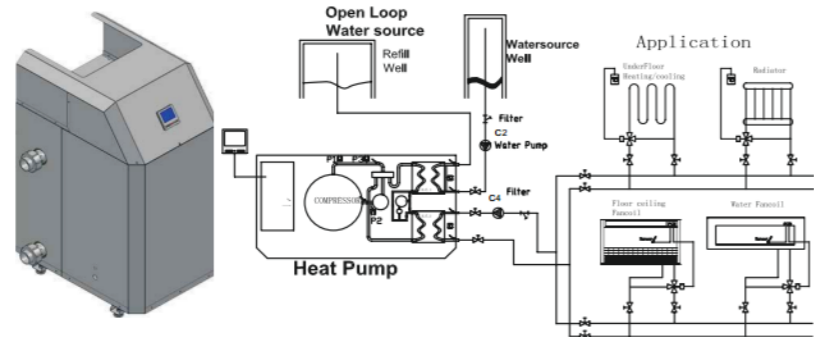 Open Loop
Water source
Refill
Well
Watersource
Well
Filter
C2
Water Pump
Application
UnderFloor
Heating/cooling
Radiator
P1
P3
COMPRESSOR
P2
C4
Filter
Heat Pump
Floor ceiling
Fancoil
Water Fancoil